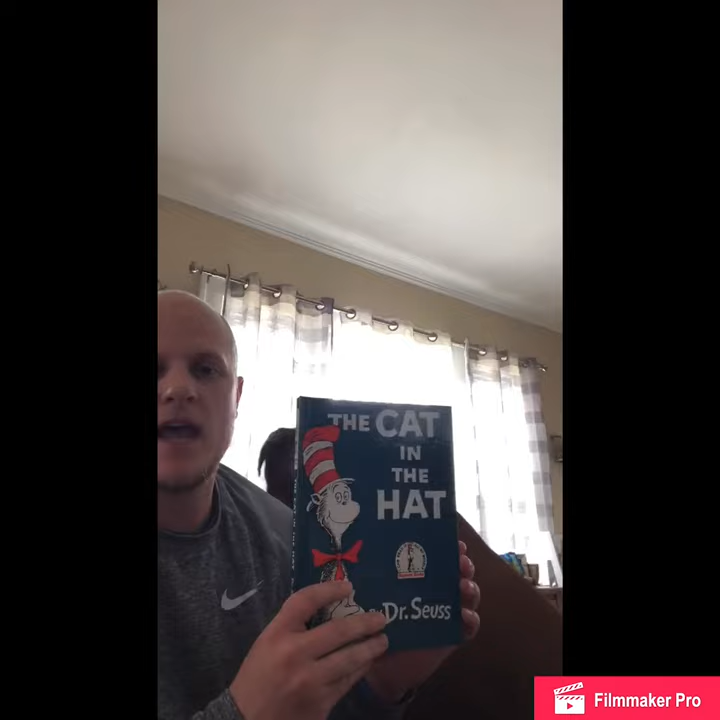 THE CAT
IN
THE
HAT
Dr. Seuss
Filmmaker Pro